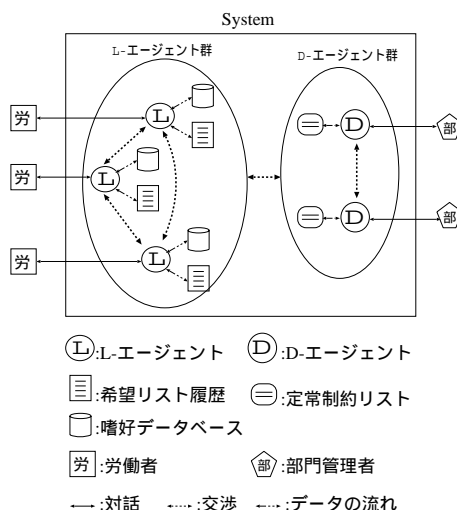 System
L-エージェント群
D-エージェント群
労
L
D
部
労
L
労
L
D
部
L:L-エージェント
D:D-エージェント
:希望リスト履歴
:定常制約リスト
:嗜好データベース
労:労働者
部:部門管理者
:対話
:交渉
:データの流れ